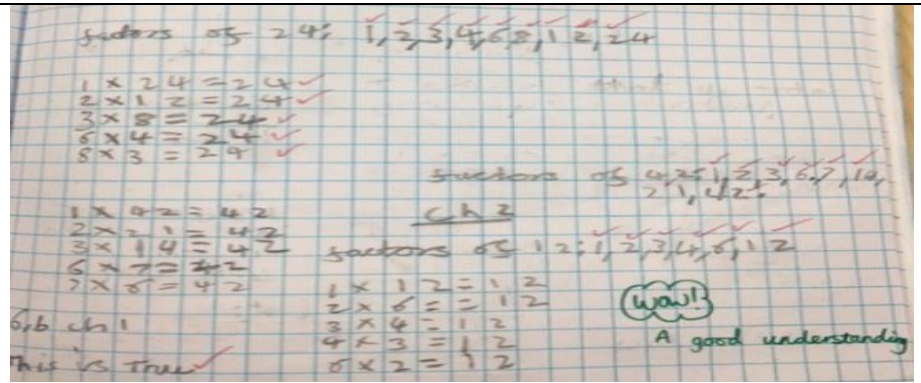 factors of 24: 1,2,3,4,6,8,12,24
1 x 24 = 24
2 x 12 = 24
3 x 8 = 24
6 x 4 = 24
8 x 3 = 24
factors of 42: 1,2,3,6,7,14,
21,42.
1 x 42 = 42
2 x 21 = 42
3 x 14 = 42
6 x 7 = 42
7 x 6 = 42
6,b ch1
This is True
ch2
factors of 12: 1,2,3,4,6,12
1 x 12 = 12
2 x 6 = = 12
3 x 4 = 12
4 x 3 = 12
6 x 2 = 12
Wow!
A good understanding